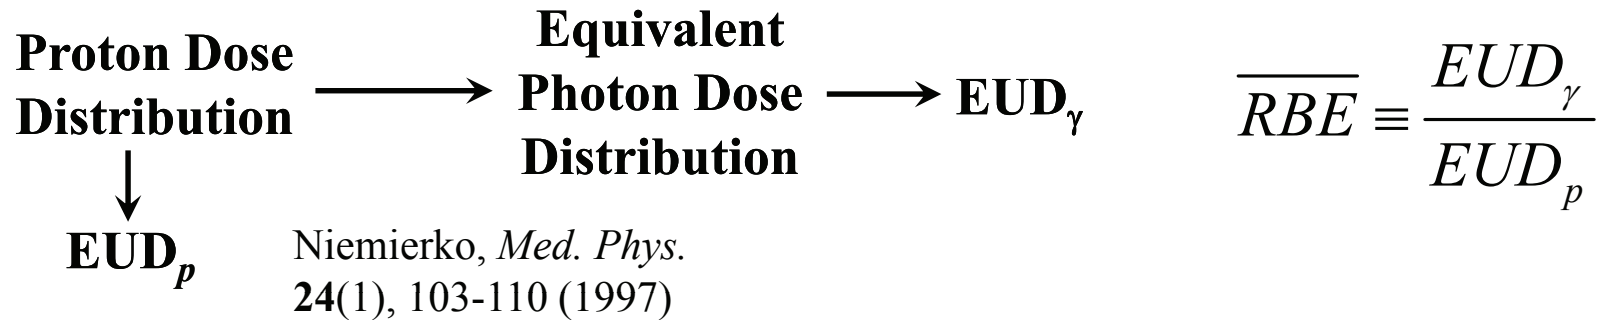 Proton Dose
Distribution
Equivalent
Photon Dose
Distribution
EUDγ
EUDp
Niemierko, Med. Phys.
24(1), 103-110 (1997)
RBE ≡ EUDγ / EUDp